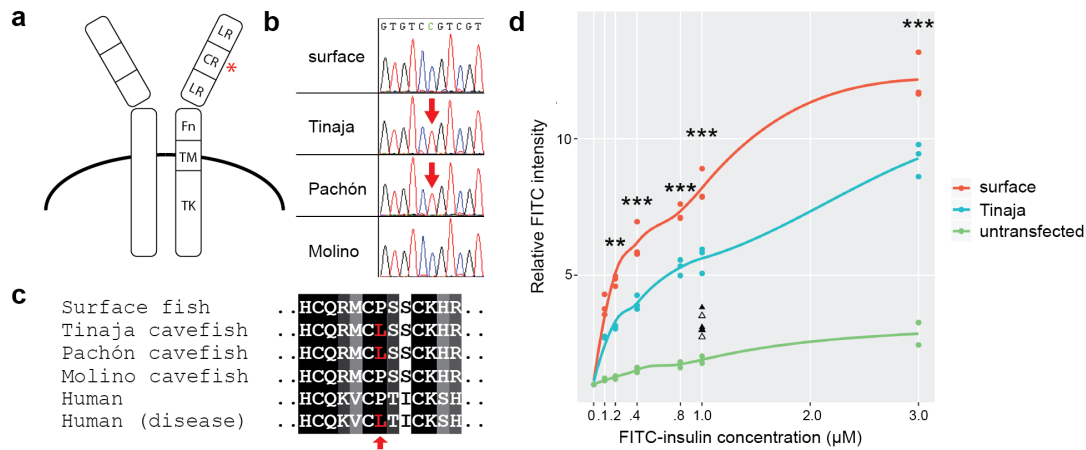 a
LR
CR
*
LR
Fn
TM
TK
b
GTGTCCGTCGT
surface
Tinaja
Pachón
Molino
c
Surface fish ..HCQRMCPSSCKHR..
Tinaja cavefish ..HCQRMCLSSCKHR..
Pachón cavefish ..HCQRMCLSSCKHR..
Molino cavefish ..HCQRMCPSSCKHR..
Human ..HCQKVCPTICKSH..
Human (disease) ..HCQKVCLTICKSH..
d
Relative FITC intensity
10
5
** *** *** *** ***
0 .1 .2 .4 .8 1.0 2.0 3.0
FITC-insulin concentration (μM)
surface
Tinaja
untransfected